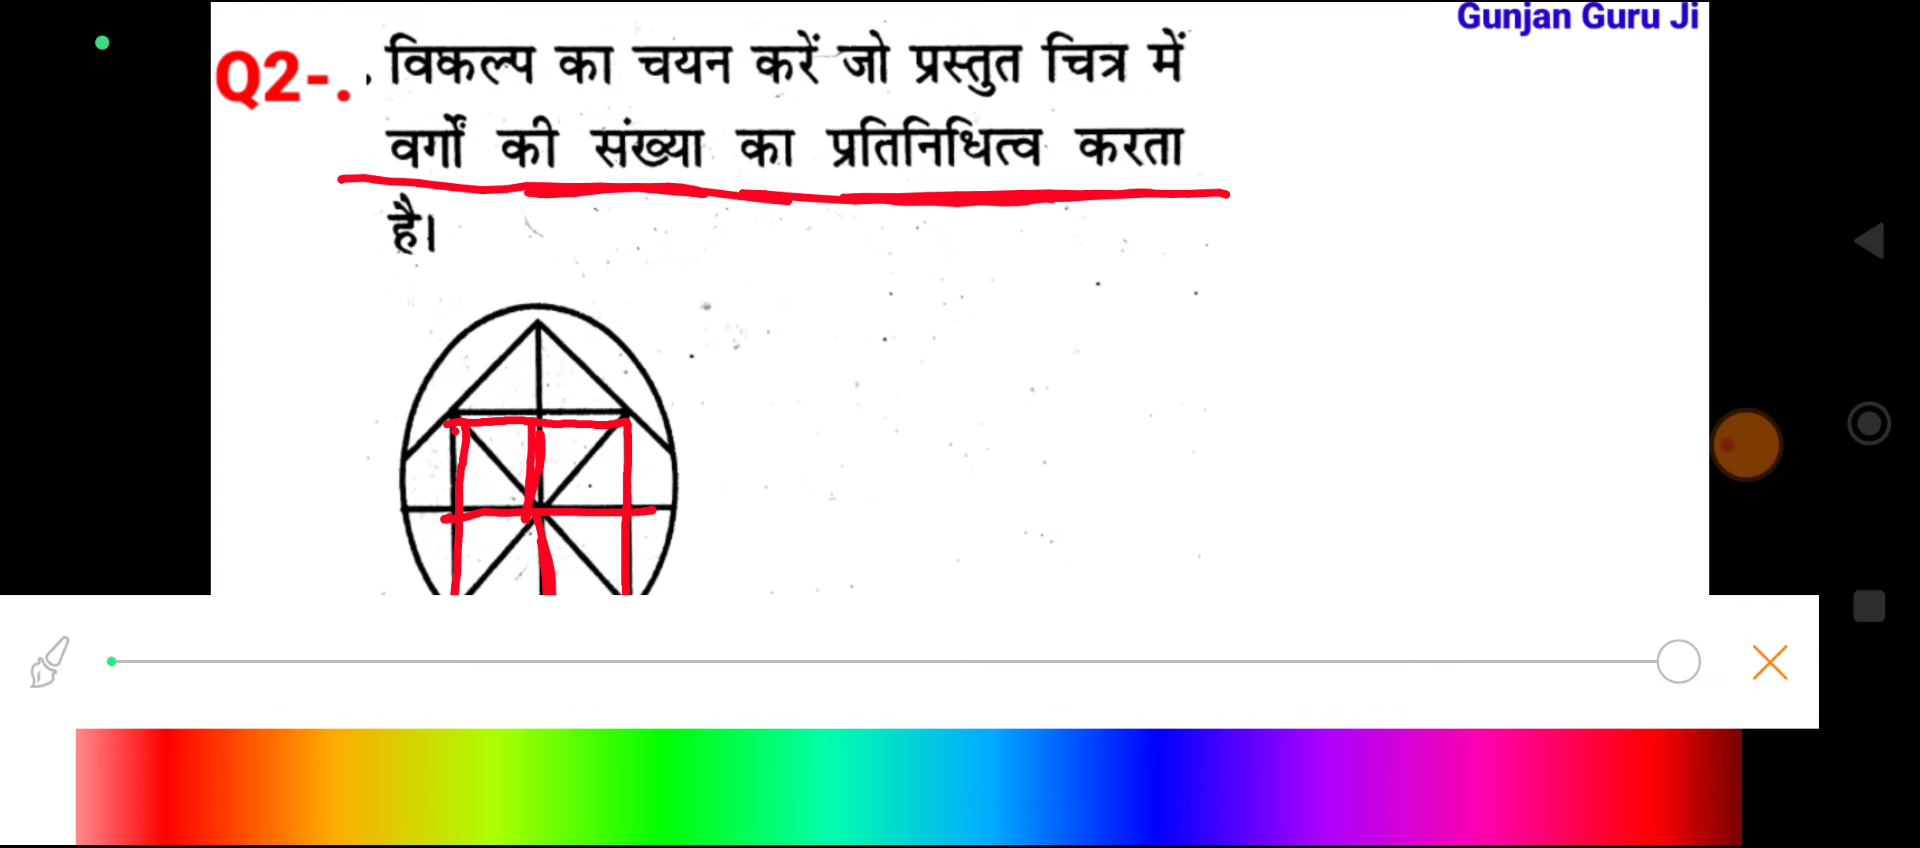 Gunjan Guru Ji
Q2-. विकल्प का चयन करें जो प्रस्तुत चित्र में
वर्गों की संख्या का प्रतिनिधित्व करता
है।